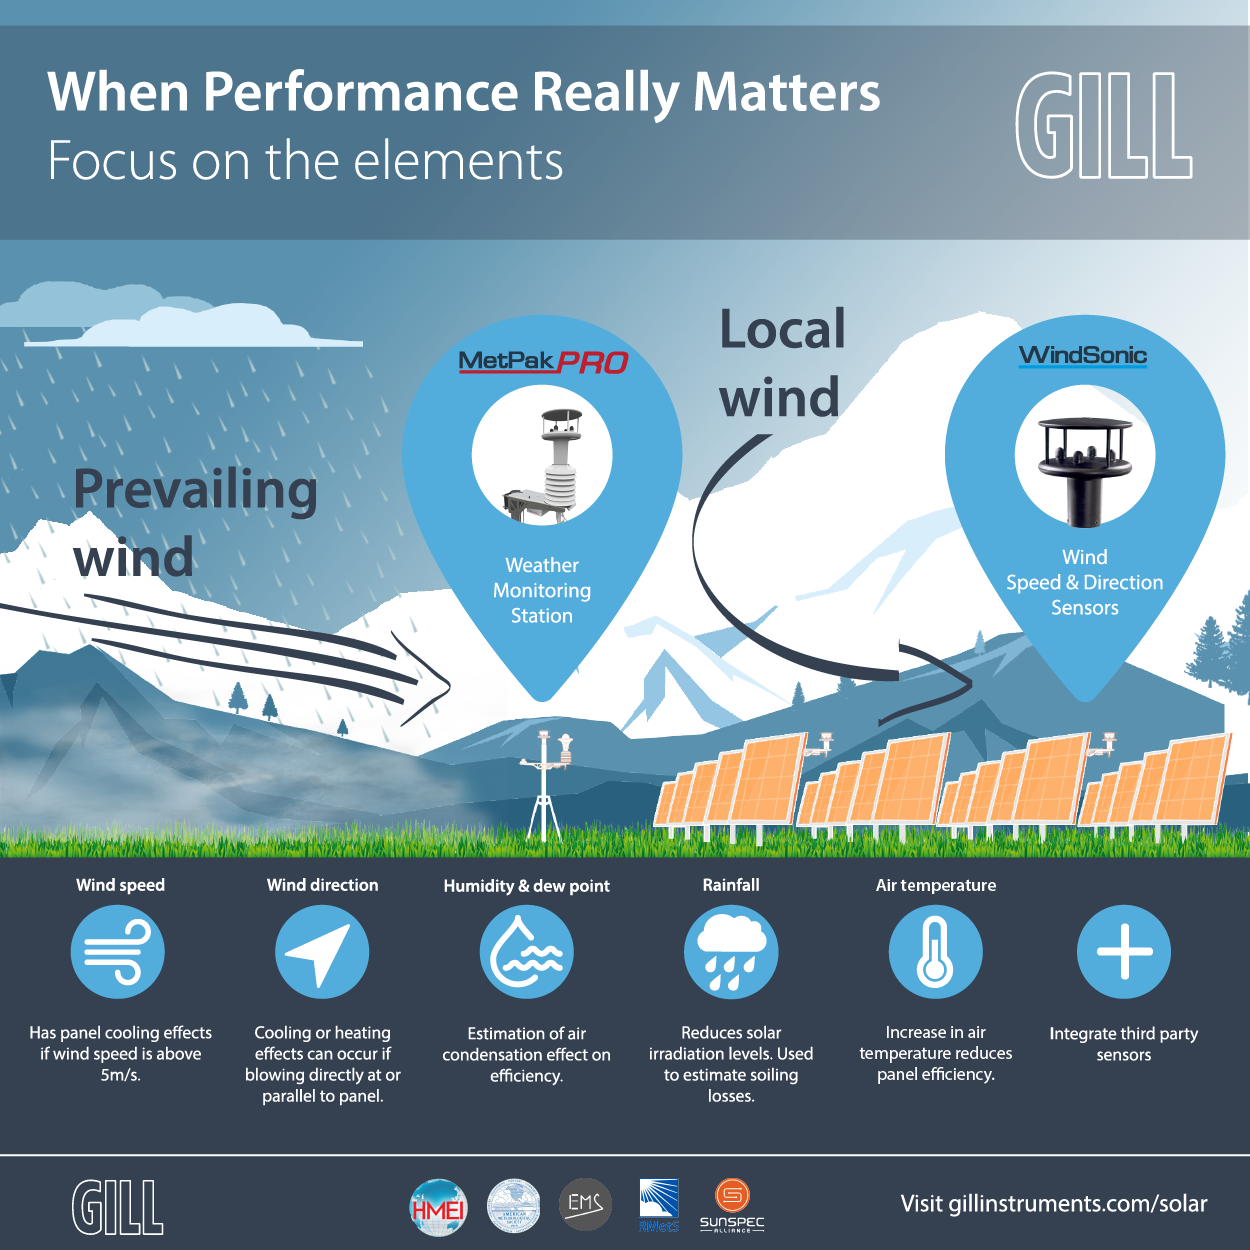 When Performance Really Matters
Focus on the elements
GILL
Prevailing
wind
MetPak PRO
Weather
Monitoring
Station
Local
wind
WindSonic
Wind
Speed & Direction
Sensors
Wind speed
Has panel cooling effects
if wind speed is above
5m/s.
Wind direction
Cooling or heating
effects can occur if
blowing directly at or
parallel to panel.
Humidity & dew point
Estimation of air
condensation effect on
efficiency.
Rainfall
Reduces solar
irradiation levels. Used
to estimate soiling
losses.
Air temperature
Increase in air
temperature reduces
panel efficiency.
Integrate third party
sensors
GILL
HMEI
AMERICAN
METEOROLOGICAL
SOCIETY
EMS
RMetS
SUNSPEC
ALLIANCE
Visit gillinstruments.com/solar